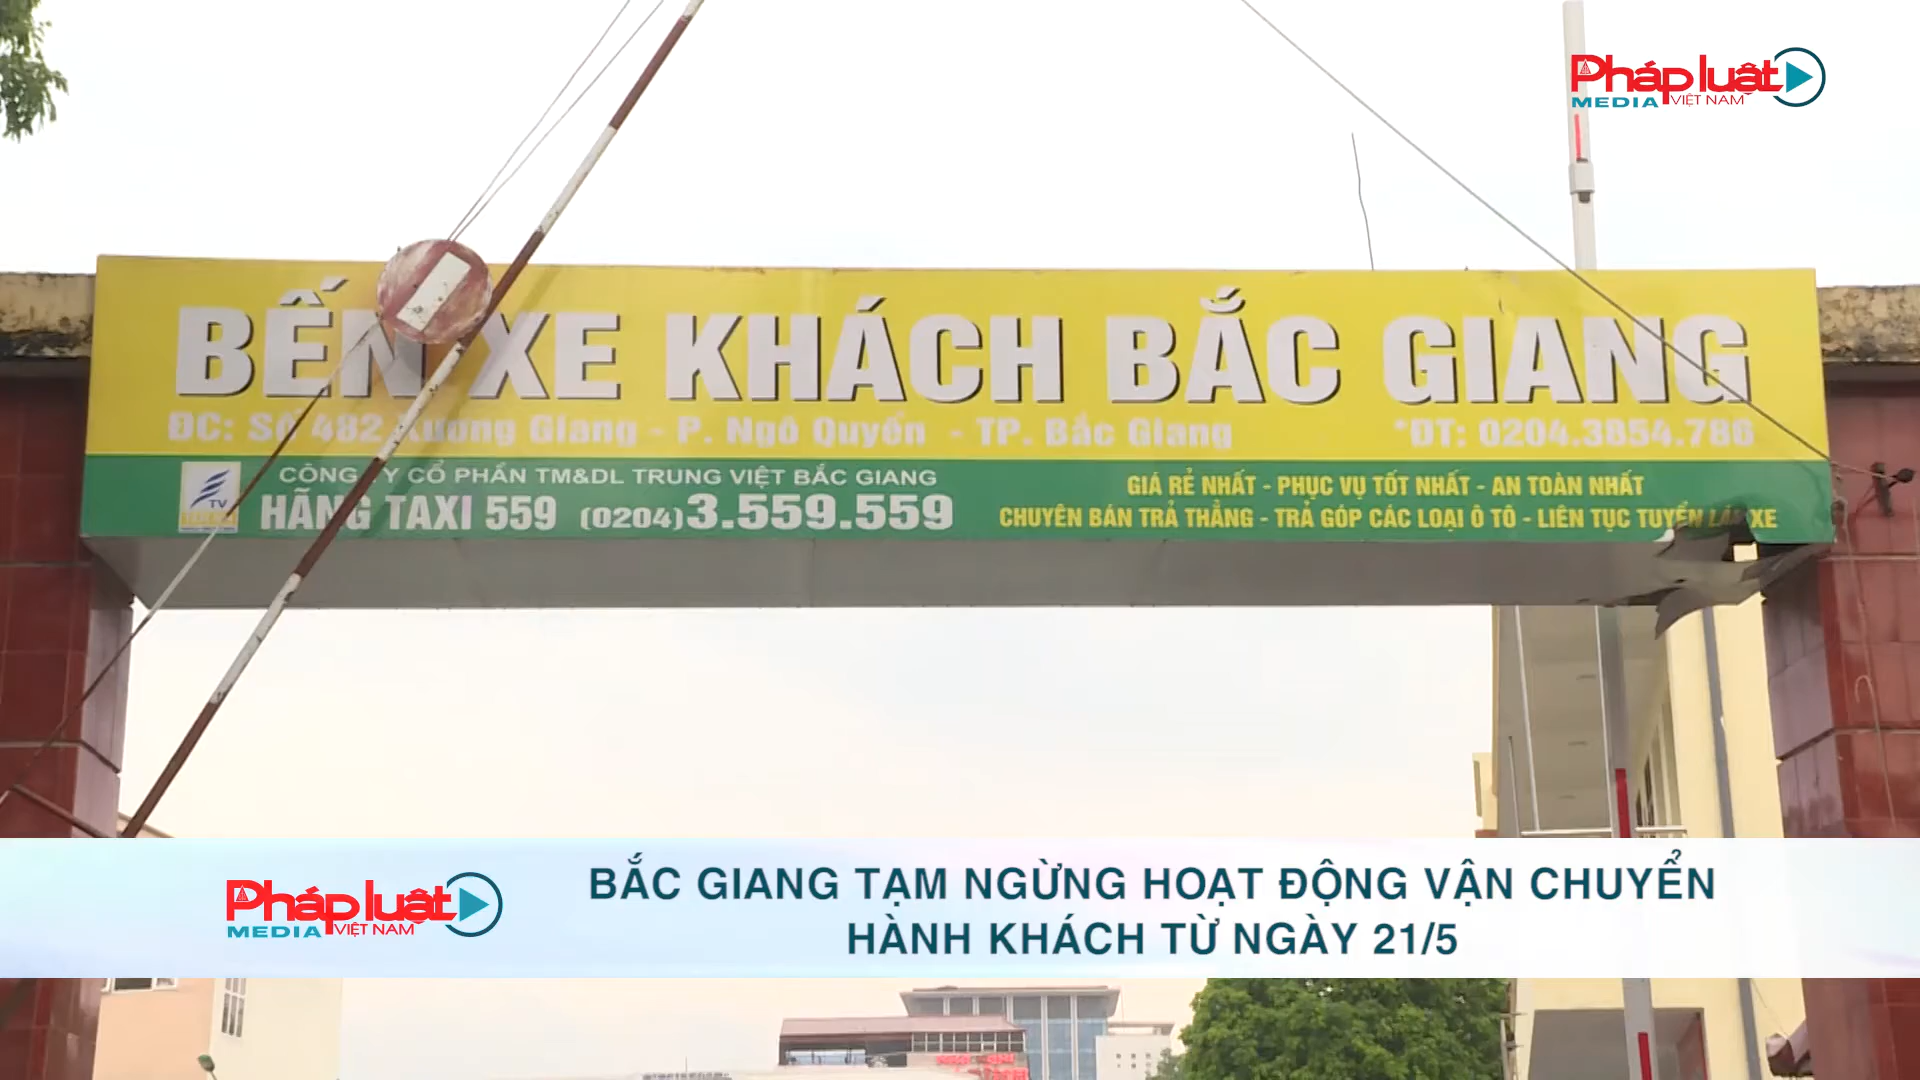 Pháp luật
MEDIA VIỆT NAM
BẾN XE KHÁCH BẮC GIANG
ĐC: Số 482 Xương Giang - P. Ngô Quyền - TP. Bắc Giang *ĐT: 0204.3854.786
TV
CÔNG TY CỔ PHẦN TM&DL TRUNG VIỆT BẮC GIANG
HÃNG TAXI 559 (0204)3.559.559
GIÁ RẺ NHẤT - PHỤC VỤ TỐT NHẤT - AN TOÀN NHẤT
CHUYÊN BÁN TRẢ THẲNG - TRẢ GÓP CÁC LOẠI Ô TÔ - LIÊN TỤC TUYỂN LÁI XE
Pháp luật
MEDIA VIỆT NAM
BẮC GIANG TẠM NGỪNG HOẠT ĐỘNG VẬN CHUYỂN
HÀNH KHÁCH TỪ NGÀY 21/5